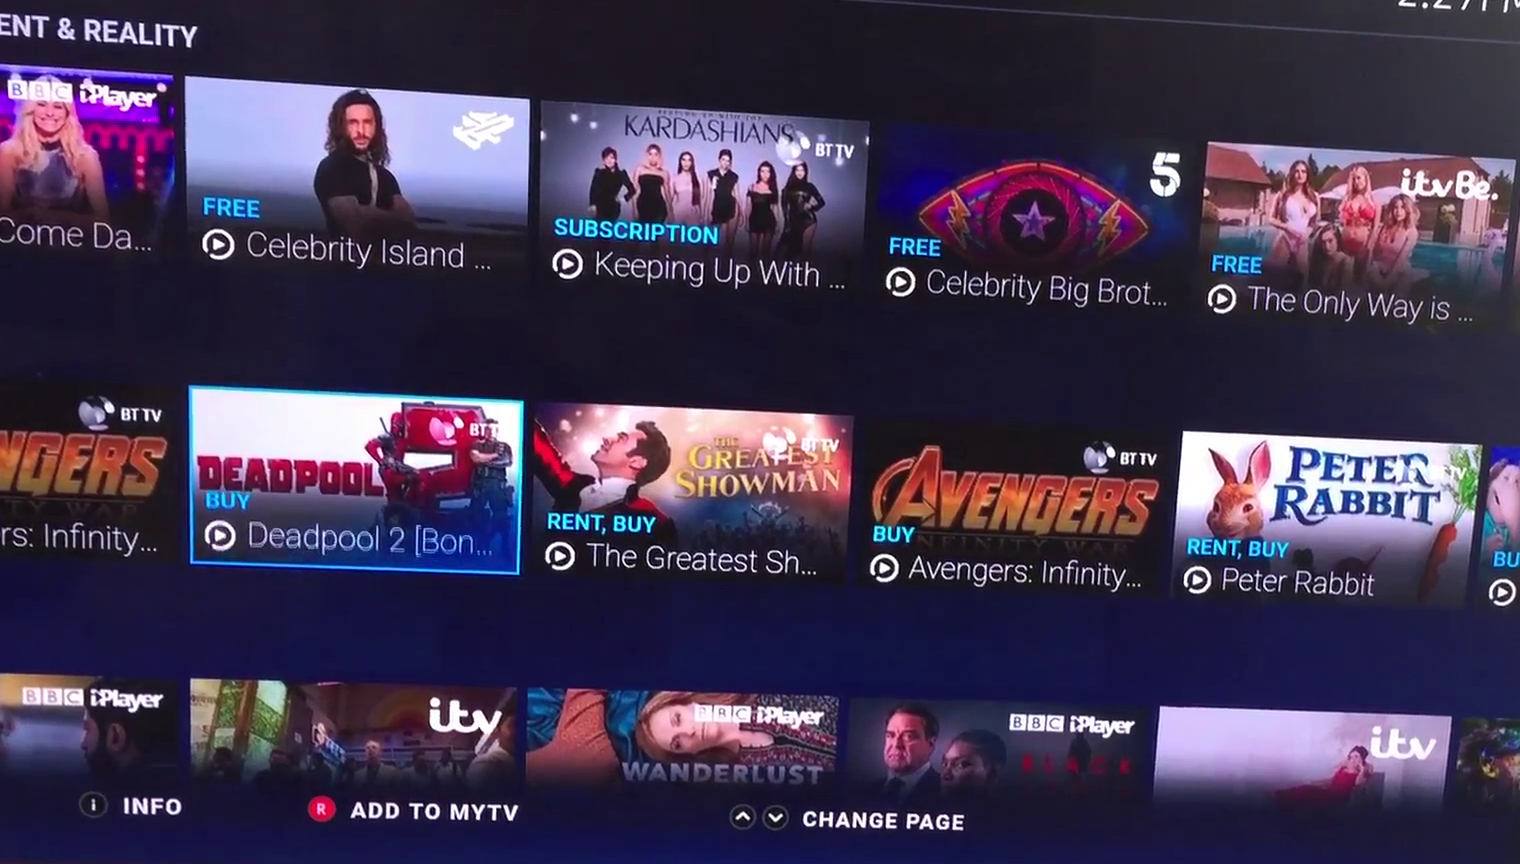 ENT & REALITY
BBC iPlayer
Come Da...
FREE
Celebrity Island ...
KARDASHIANS
BT TV
SUBSCRIPTION
Keeping Up With ...
5
FREE
Celebrity Big Brot...
itvBe.
FREE
The Only Way is ...
BT TV
NGERS
rs: Infinity...
BT T
DEADPOOL
BUY
Deadpool 2 [Bon...
BT TV
THE
GREATEST
SHOWMAN
RENT, BUY
The Greatest Sh...
BT TV
AVENGERS
INFINITY WAR
BUY
Avengers: Infinity...
PETER
RABBIT
RENT, BUY
Peter Rabbit
BU
BBC iPlayer
itv
BBC iPlayer
WANDERLUST
BBC iPlayer
BLACK
itv
i INFO
R ADD TO MYTV
CHANGE PAGE